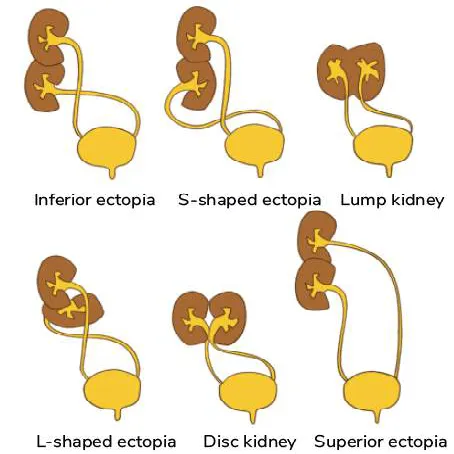 Inferior ectopia
S-shaped ectopia
Lump kidney
L-shaped ectopia
Disc kidney
Superior ectopia